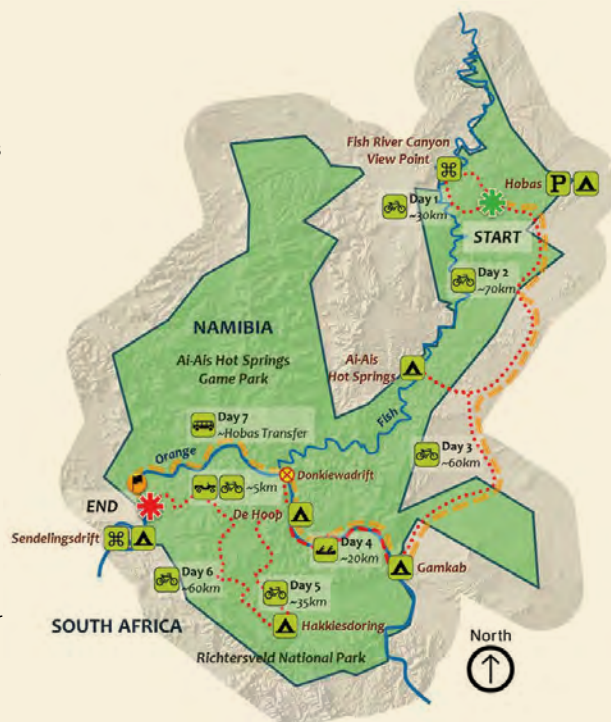 Fish River Canyon
View Point
Hobas
P
Day 1
~30km
START
Day 2
~70km
NAMIBIA
Ai-Ais Hot Springs
Game Park
Ai-Ais
Hot Springs
Fish
Day 7
~Hobas Transfer
Orange
Day 3
~60km
Donkiewadrift
~5km
END
De Hoop
Sendelingsdrift
Day 4
~20km
Gamkab
Day 6
~60km
Day 5
~35km
Hakkiesdoring
SOUTH AFRICA
Richtersveld National Park
North